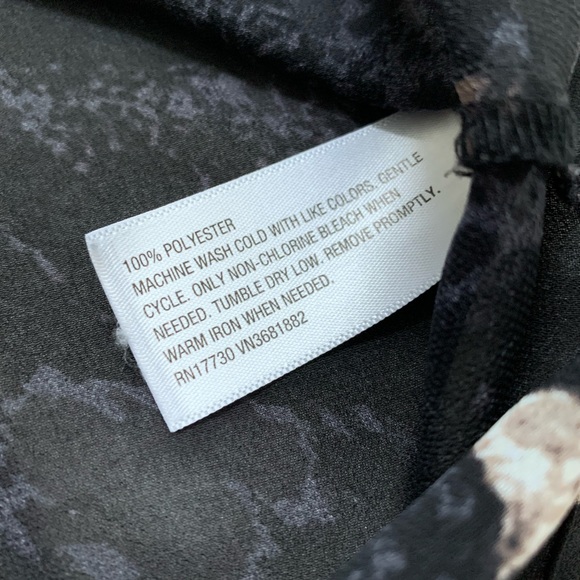 100% POLYESTER
MACHINE WASH COLD WITH LIKE COLORS. GENTLE
CYCLE. ONLY NON-CHLORINE BLEACH WHEN
NEEDED. TUMBLE DRY LOW. REMOVE PROMPTLY.
WARM IRON WHEN NEEDED.
RN17730 VN3681882